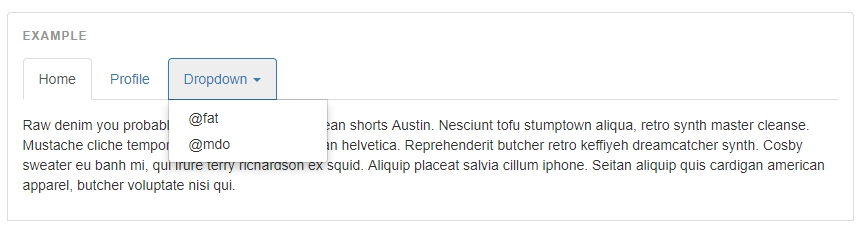 EXAMPLE
Home Profile Dropdown
@fat
@mdo
Raw denim you probabl ean shorts Austin. Nesciunt tofu stumptown aliqua, retro synth master cleanse.
Mustache cliche tempor an helvetica. Reprehenderit butcher retro keffiyeh dreamcatcher synth. Cosby
sweater eu banh mi, qui irure terry richardson ex squid. Aliquip placeat salvia cillum iphone. Seitan aliquip quis cardigan american
apparel, butcher voluptate nisi qui.